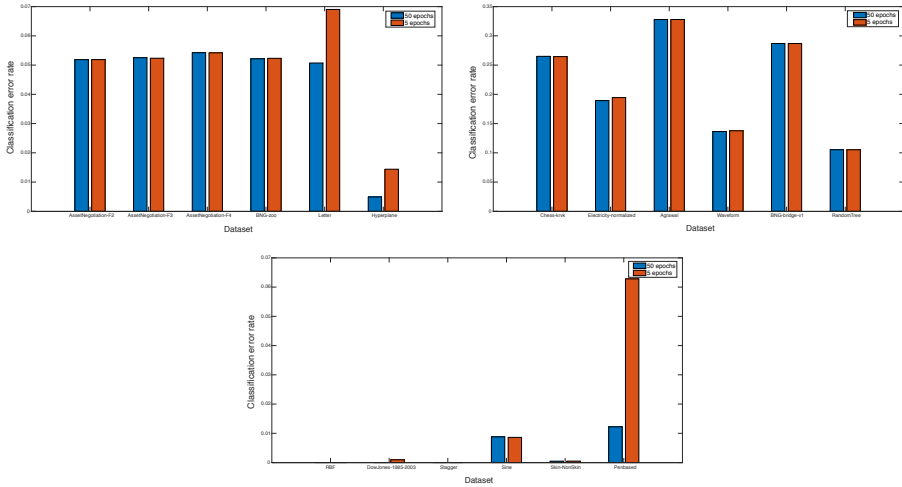 0.07
0.06
0.05
0.04
0.03
0.02
0.01
0
Classification error rate
50 epochs
5 epochs
AssetNegotiation-F2 AssetNegotiation-F3 AssetNegotiation-F4 BNG-zoo Letter Hyperplane
Dataset
0.35
0.3
0.25
0.2
0.15
0.1
0.05
0
Classification error rate
50 epochs
5 epochs
Chess-krvk Electricity-normalized Agrawal Waveform BNG-bridge-v1 RandomTree
Dataset
0.07
0.06
0.05
0.04
0.03
0.02
0.01
0
Classification error rate
50 epochs
5 epochs
RBF DowJones-1985-2003 Stagger Sine Skin-NonSkin Penbased
Dataset